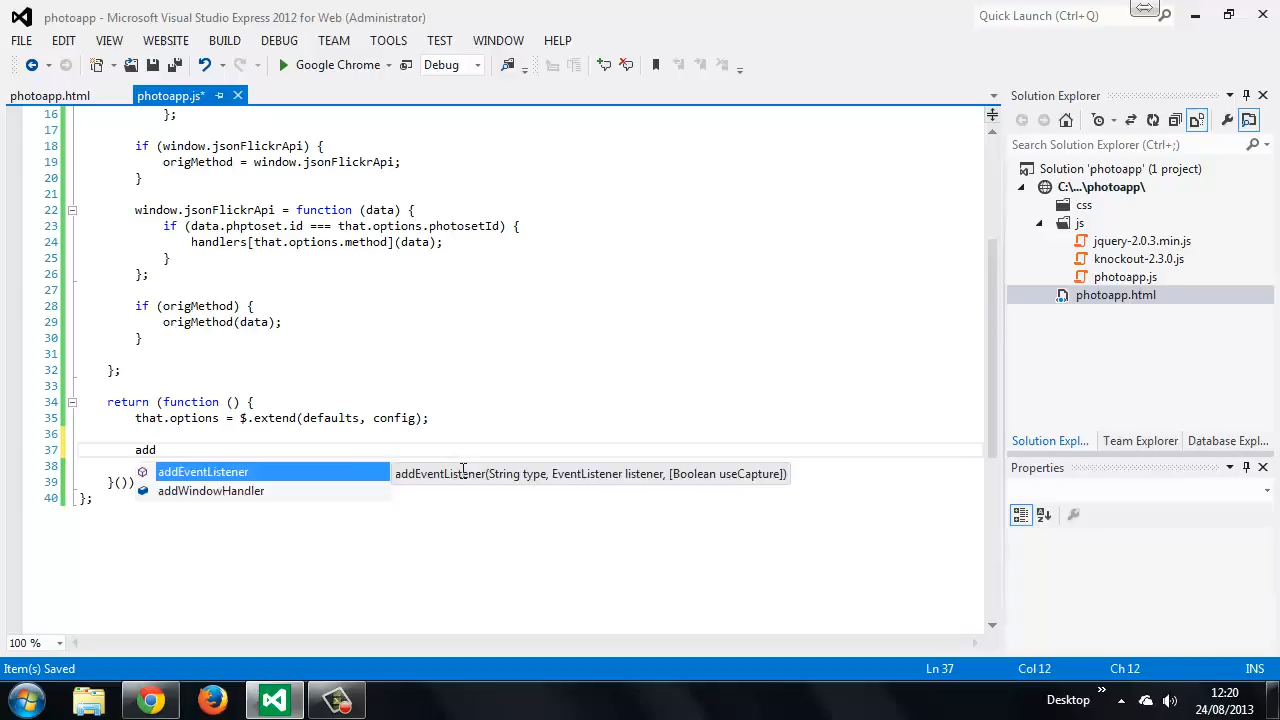 photoapp - Microsoft Visual Studio Express 2012 for Web (Administrator)
Quick Launch (Ctrl+Q)
FILE EDIT VIEW WEBSITE BUILD DEBUG TEAM TOOLS TEST WINDOW HELP
Google Chrome Debug
photoapp.html photoapp.js*
16 };
17
18 if (window.jsonFlickrApi) {
19 origMethod = window.jsonFlickrApi;
20 }
21
22 window.jsonFlickrApi = function (data) {
23 if (data.phptoset.id === that.options.photosetId) {
24 handlers[that.options.method](data);
25 }
26 };
27
28 if (origMethod) {
29 origMethod(data);
30 }
31
32 };
33
34 return (function () {
35 that.options = $.extend(defaults, config);
36
37 add
38
39 }())
40 };
addEventListener
addWindowHandler
addEventListener(String type, EventListener listener, [Boolean useCapture])
100 %
Solution Explorer
Search Solution Explorer (Ctrl+;)
Solution 'photoapp' (1 project)
C:\...\photoapp\
css
js
jquery-2.0.3.min.js
knockout-2.3.0.js
photoapp.js
photoapp.html
Solution Expl... Team Explorer Database Expl...
Properties
Item(s) Saved Ln 37 Col 12 Ch 12 INS
Desktop
12:20
24/08/2013